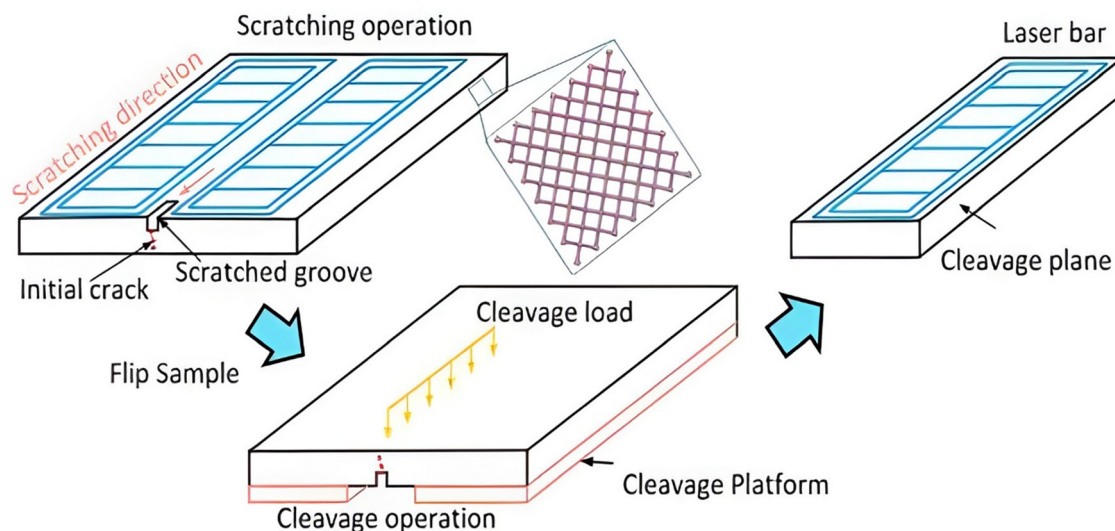 Scratching operation
Laser bar
Scratching direction
Initial crack
Scratched groove
Cleavage plane
Flip Sample
Cleavage load
Cleavage Platform
Cleavage operation